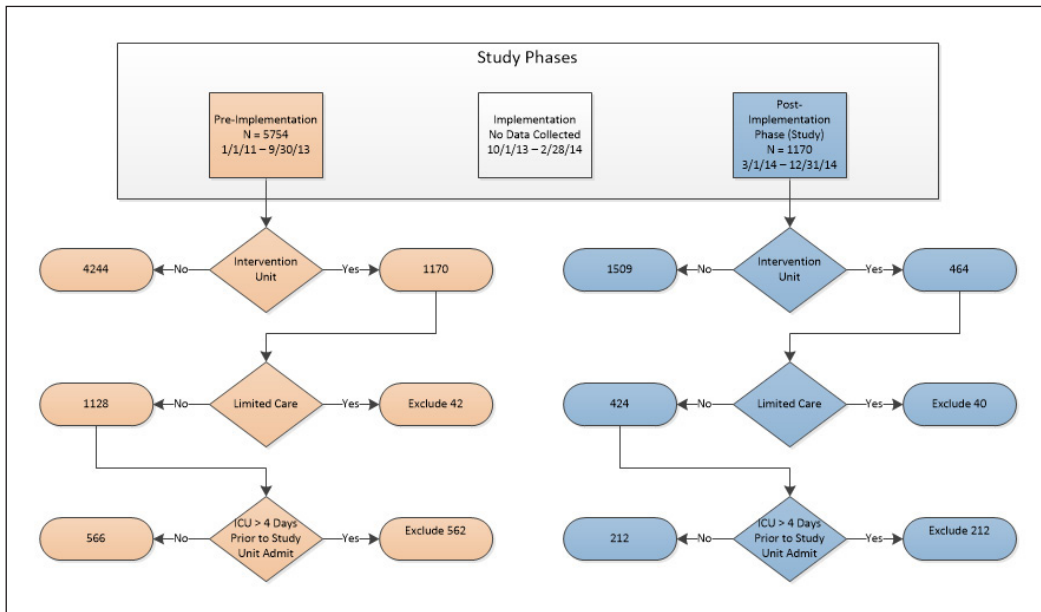 Study Phases
Pre-Implementation
N = 5754
1/1/11 – 9/30/13
Implementation
No Data Collected
10/1/13 – 2/28/14
Post-
Implementation
Phase (Study)
N = 1170
3/1/14 – 12/31/14
4244
No
Intervention
Unit
Yes
1170
1509
No
Intervention
Unit
Yes
464
1128
No
Limited Care
Yes
Exclude 42
424
No
Limited Care
Yes
Exclude 40
566
No
ICU > 4 Days
Prior to Study
Unit Admit
Yes
Exclude 562
212
No
ICU > 4 Days
Prior to Study
Unit Admit
Yes
Exclude 212